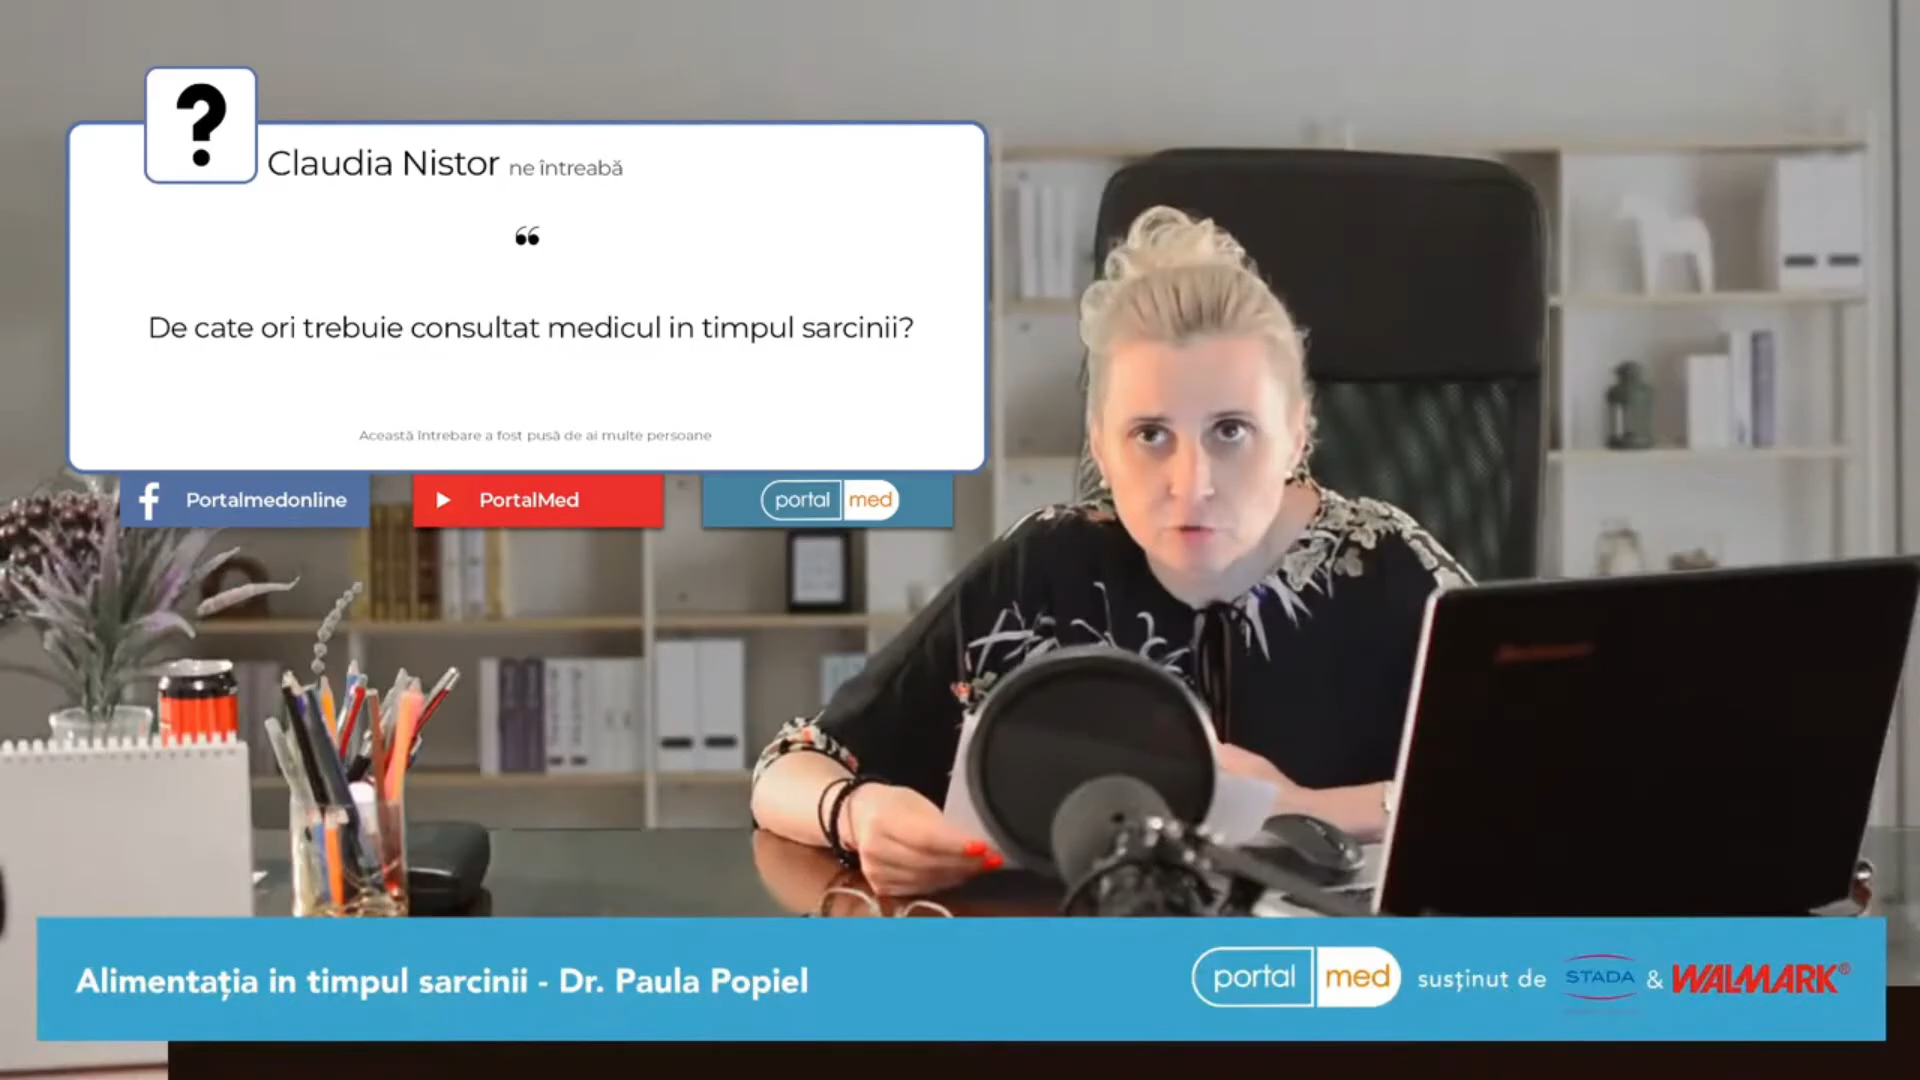 ?
Claudia Nistor ne întreabă
“
De cate ori trebuie consultat medicul in timpul sarcinii?
Această întrebare a fost pusă de ai multe persoane
f Portalmedonline
PortalMed
portal med
Alimentația in timpul sarcinii - Dr. Paula Popiel
portal med susținut de STADA & WALMARK®